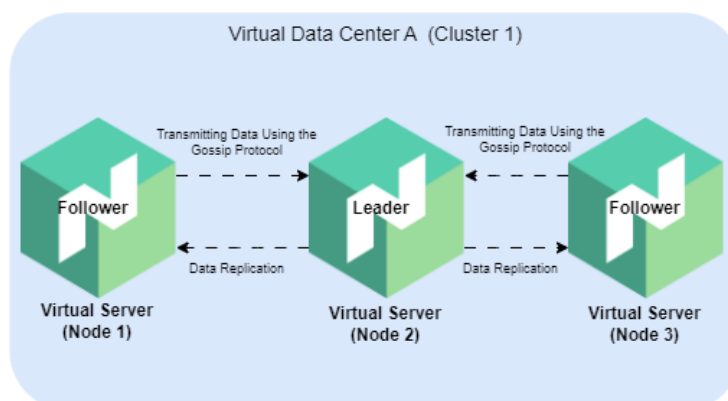 Virtual Data Center A (Cluster 1)
Transmitting Data Using the
Gossip Protocol
Transmitting Data Using the
Gossip Protocol
Follower
Leader
Follower
Data Replication
Data Replication
Virtual Server
(Node 1)
Virtual Server
(Node 2)
Virtual Server
(Node 3)